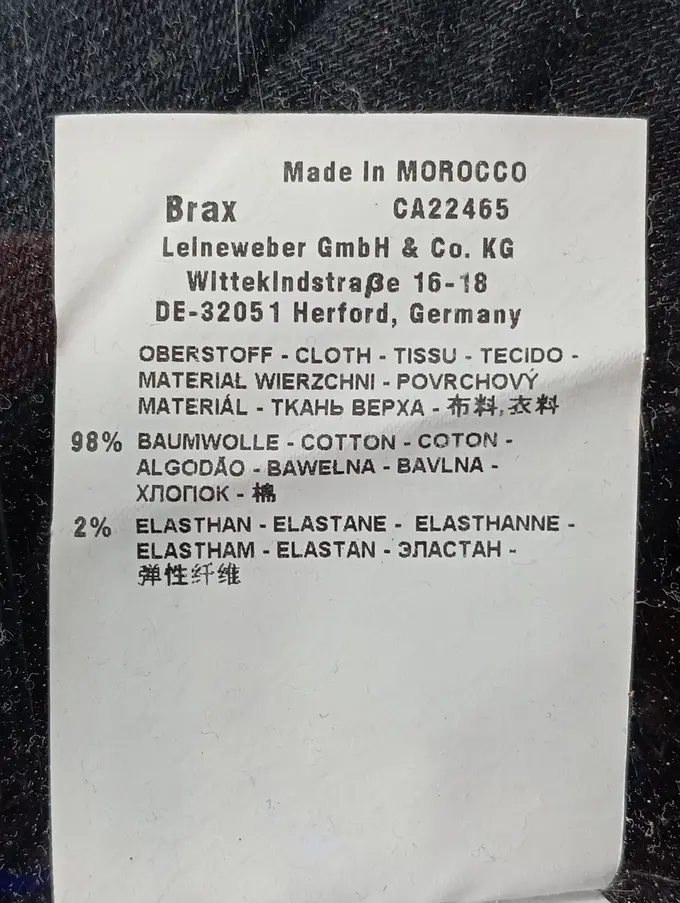 Made In MOROCCO
Brax CA22465
Leineweber GmbH & Co. KG
Wittekindstraße 16-18
DE-32051 Herford, Germany
OBERSTOFF - CLOTH - TISSU - TECIDO -
MATERIAŁ WIERZCHNI - POVRCHOVÝ
MATERIÁL - ТКАНЬ ВЕРХА - 布料,衣料
98% BAUMWOLLE - COTTON - COTON -
ALGODÃO - BAWEŁNA - BAVLNA -
ХЛОПОК - 棉
2% ELASTHAN - ELASTANE - ELASTHANNE -
ELASTHAM - ELASTAN - ЭЛАСТАН -
弹性纤维